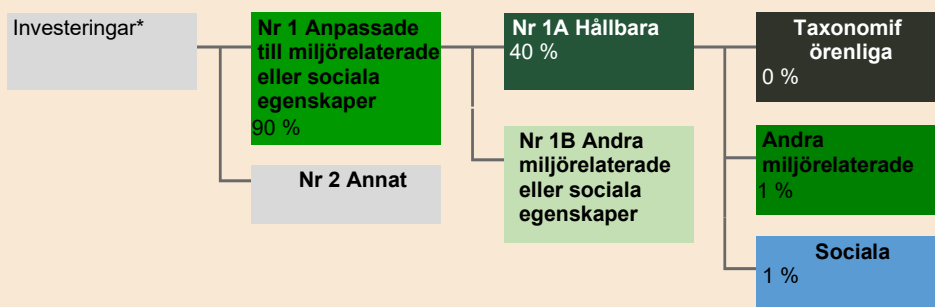 Investeringar*
Nr 1 Anpassade
till miljörelaterade
eller sociala
egenskaper
90 %
Nr 2 Annat
Nr 1A Hållbara
40 %
Nr 1B Andra
miljörelaterade
eller sociala
egenskaper
Taxonomif
örenliga
0 %
Andra
miljörelaterade
1 %
Sociala
1 %